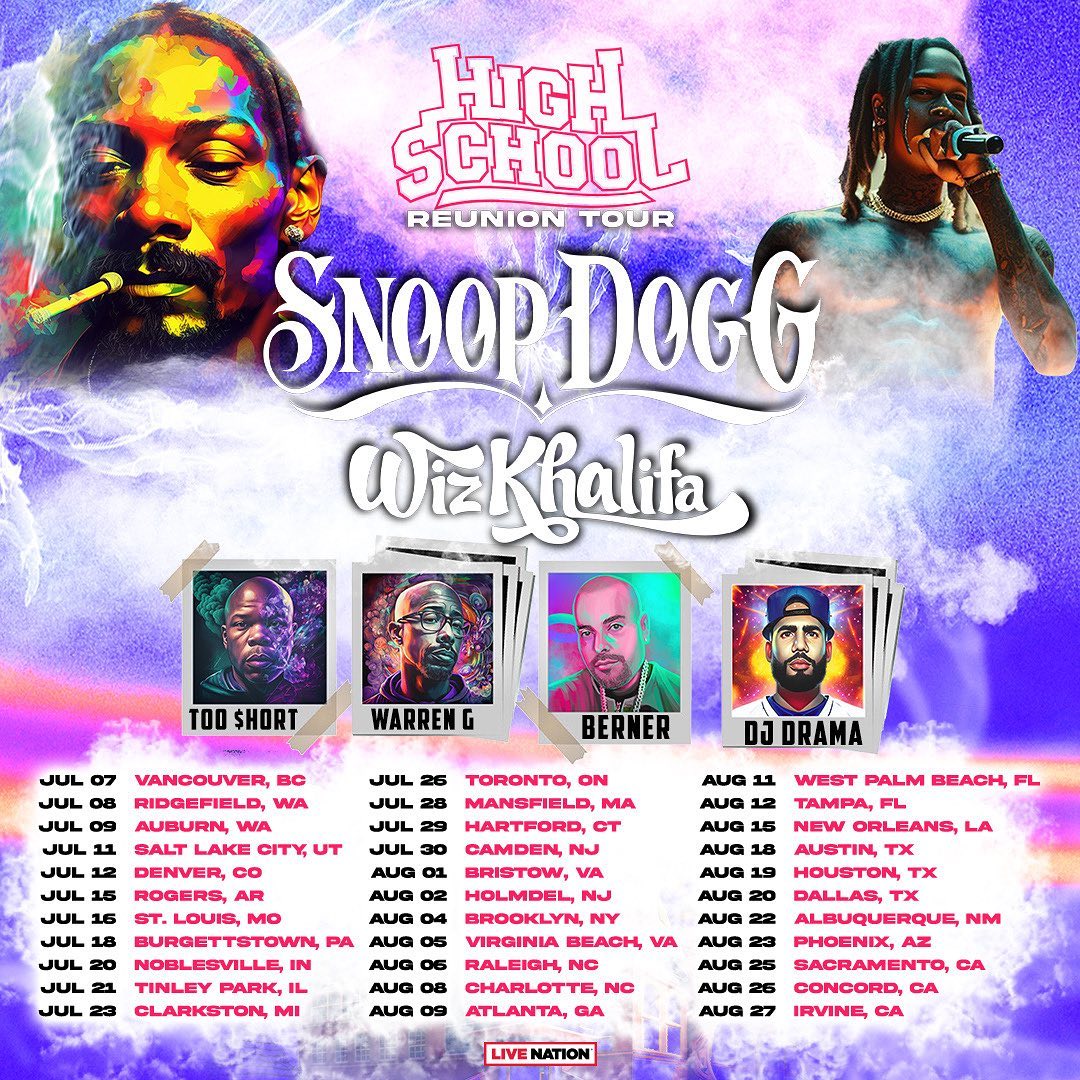 HIGH
SCHOOL
REUNION TOUR
SNOOP DOGG
Wiz Khalifa
TOO $HORT
WARREN G
BERNER
DJ DRAMA
JUL 07 VANCOUVER, BC
JUL 08 RIDGEFIELD, WA
JUL 09 AUBURN, WA
JUL 11 SALT LAKE CITY, UT
JUL 12 DENVER, CO
JUL 15 ROGERS, AR
JUL 16 ST. LOUIS, MO
JUL 18 BURGETTSTOWN, PA
JUL 20 NOBLESVILLE, IN
JUL 21 TINLEY PARK, IL
JUL 23 CLARKSTON, MI
JUL 26 TORONTO, ON
JUL 28 MANSFIELD, MA
JUL 29 HARTFORD, CT
JUL 30 CAMDEN, NJ
AUG 01 BRISTOW, VA
AUG 02 HOLMDEL, NJ
AUG 04 BROOKLYN, NY
AUG 05 VIRGINIA BEACH, VA
AUG 06 RALEIGH, NC
AUG 08 CHARLOTTE, NC
AUG 09 ATLANTA, GA
AUG 11 WEST PALM BEACH, FL
AUG 12 TAMPA, FL
AUG 15 NEW ORLEANS, LA
AUG 18 AUSTIN, TX
AUG 19 HOUSTON, TX
AUG 20 DALLAS, TX
AUG 22 ALBUQUERQUE, NM
AUG 23 PHOENIX, AZ
AUG 25 SACRAMENTO, CA
AUG 26 CONCORD, CA
AUG 27 IRVINE, CA
LIVE NATION